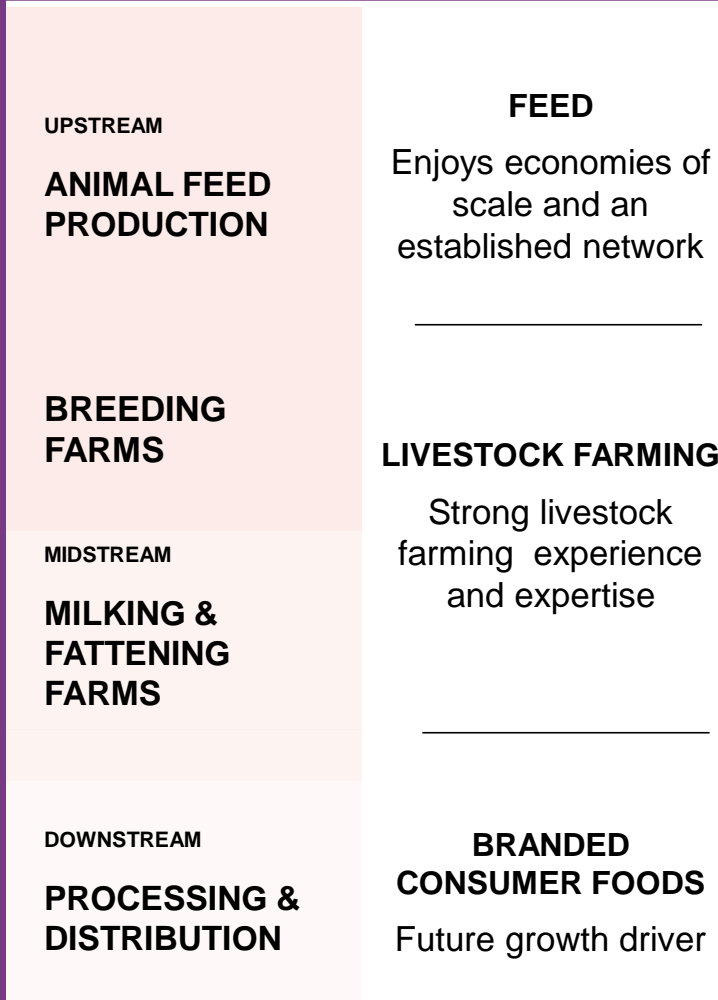 UPSTREAM
ANIMAL FEED
PRODUCTION
BREEDING
FARMS
MIDSTREAM
MILKING &
FATTENING
FARMS
DOWNSTREAM
PROCESSING &
DISTRIBUTION
FEED
Enjoys economies of
scale and an
established network
LIVESTOCK FARMING
Strong livestock
farming  experience
and expertise
BRANDED
CONSUMER FOODS
Future growth driver